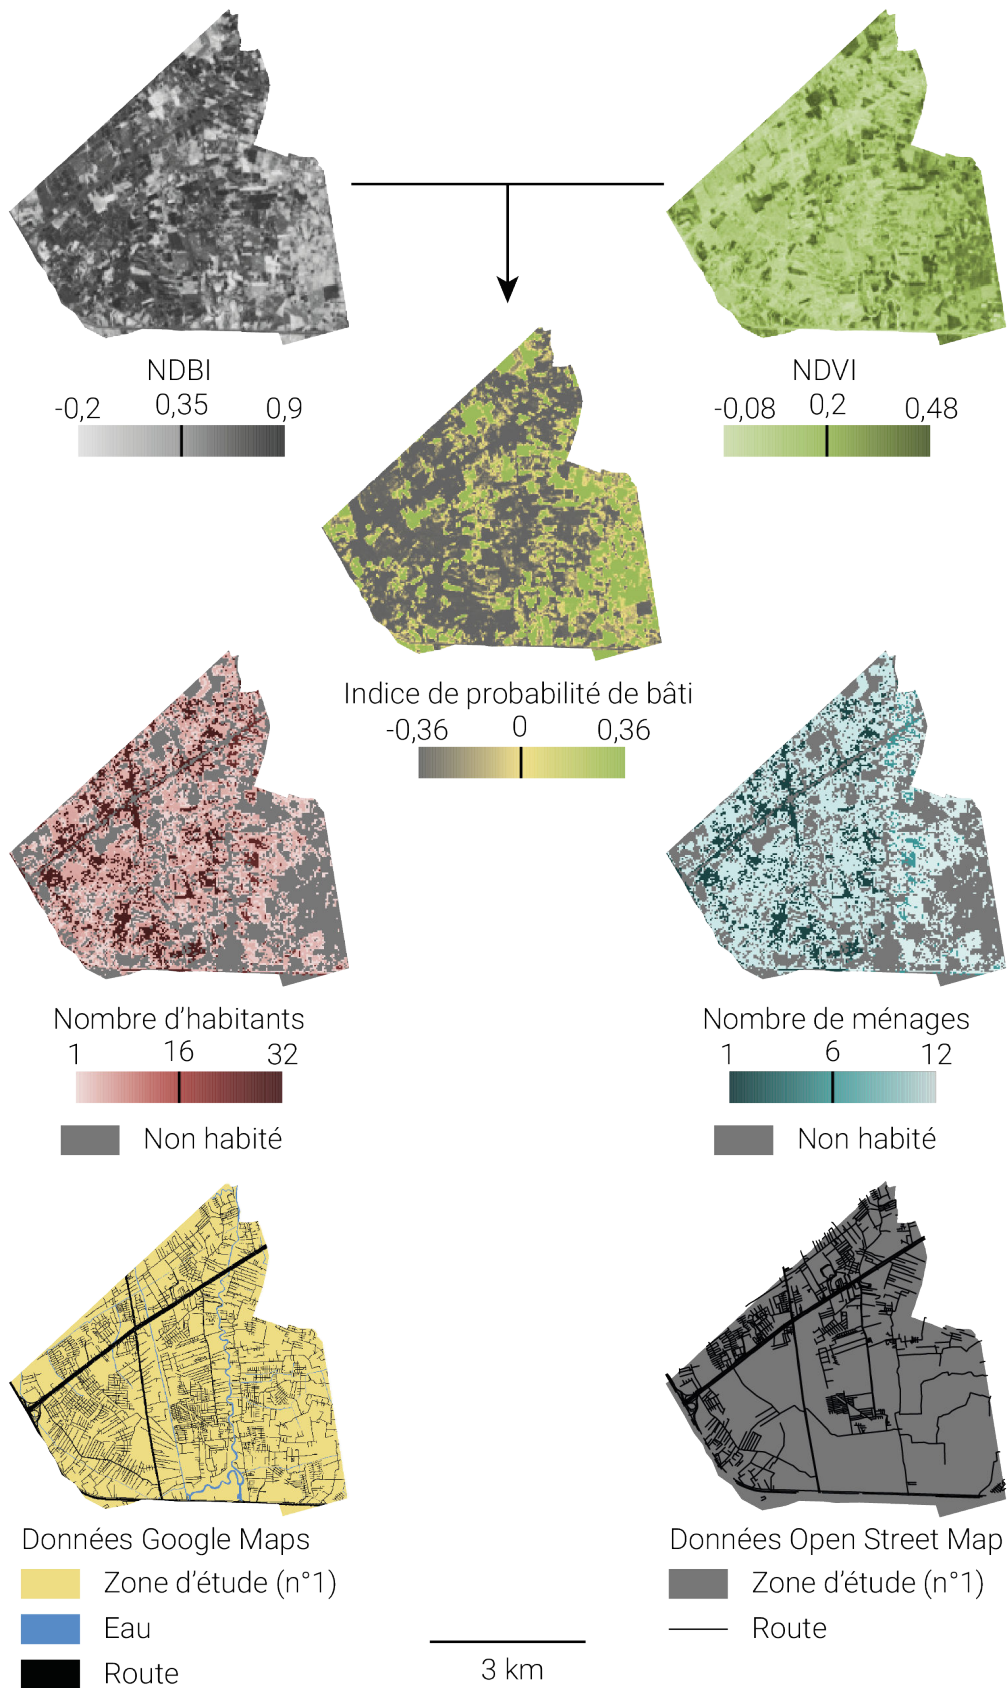 NDBI
-0,2 0,35 0,9
NDVI
-0,08 0,2 0,48
Indice de probabilité de bâti
-0,36 0 0,36
Nombre d'habitants
1 16 32
Non habité
Nombre de ménages
1 6 12
Non habité
Données Google Maps
Zone d'étude (n°1)
Eau
Route
Données Open Street Map
Zone d'étude (n°1)
Route
3 km